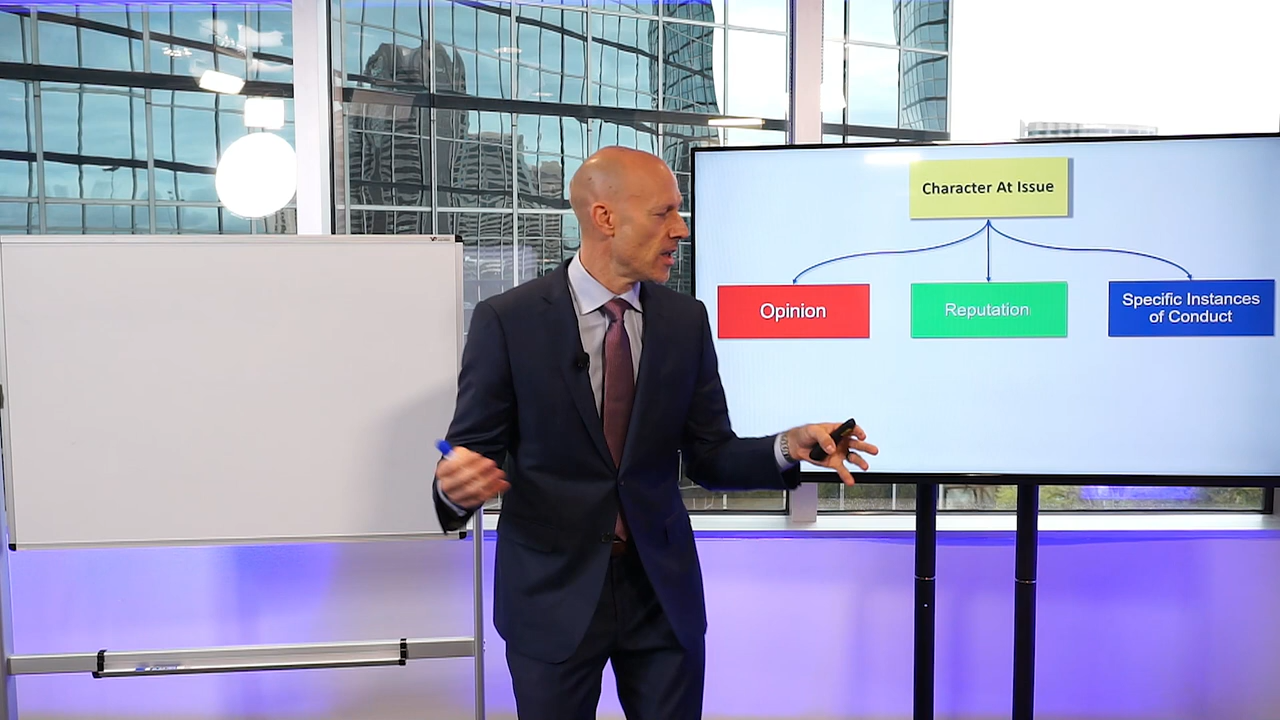 Character At Issue
Opinion
Reputation
Specific Instances
of Conduct